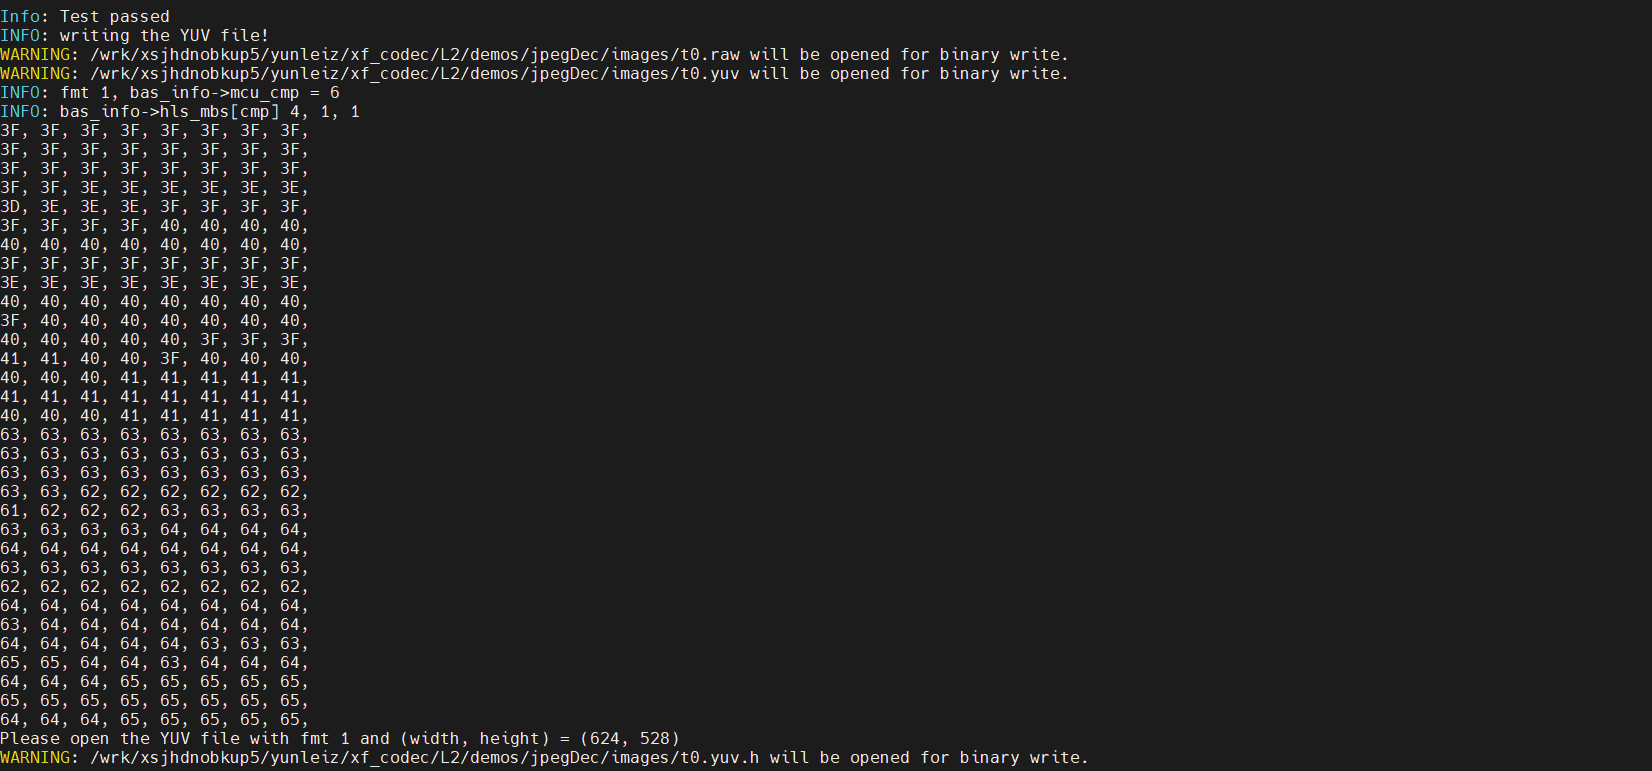 Info: Test passed
INFO: writing the YUV file!
WARNING: /wrk/xsjhdnobkup5/yunleiz/xf_codec/L2/demos/jpegDec/images/t0.raw will be opened for binary write.
WARNING: /wrk/xsjhdnobkup5/yunleiz/xf_codec/L2/demos/jpegDec/images/t0.yuv will be opened for binary write.
INFO: fmt 1, bas_info->mcu_cmp = 6
INFO: bas_info->hls_mbs[cmp] 4, 1, 1
3F, 3F, 3F, 3F, 3F, 3F, 3F, 3F,
3F, 3F, 3F, 3F, 3F, 3F, 3F, 3F,
3F, 3F, 3F, 3F, 3F, 3F, 3F, 3F,
3F, 3F, 3E, 3E, 3E, 3E, 3E, 3E,
3D, 3E, 3E, 3E, 3F, 3F, 3F, 3F,
3F, 3F, 3F, 3F, 40, 40, 40, 40,
40, 40, 40, 40, 40, 40, 40, 40,
3F, 3F, 3F, 3F, 3F, 3F, 3F, 3F,
3E, 3E, 3E, 3E, 3E, 3E, 3E, 3E,
40, 40, 40, 40, 40, 40, 40, 40,
3F, 40, 40, 40, 40, 40, 40, 40,
40, 40, 40, 40, 40, 3F, 3F, 3F,
41, 41, 40, 40, 3F, 40, 40, 40,
40, 40, 40, 41, 41, 41, 41, 41,
41, 41, 41, 41, 41, 41, 41, 41,
40, 40, 40, 41, 41, 41, 41, 41,
63, 63, 63, 63, 63, 63, 63, 63,
63, 63, 63, 63, 63, 63, 63, 63,
63, 63, 63, 63, 63, 63, 63, 63,
63, 63, 62, 62, 62, 62, 62, 62,
61, 62, 62, 62, 63, 63, 63, 63,
63, 63, 63, 63, 64, 64, 64, 64,
64, 64, 64, 64, 64, 64, 64, 64,
63, 63, 63, 63, 63, 63, 63, 63,
62, 62, 62, 62, 62, 62, 62, 62,
64, 64, 64, 64, 64, 64, 64, 64,
63, 64, 64, 64, 64, 64, 64, 64,
64, 64, 64, 64, 64, 63, 63, 63,
65, 65, 64, 64, 63, 64, 64, 64,
64, 64, 64, 65, 65, 65, 65, 65,
65, 65, 65, 65, 65, 65, 65, 65,
64, 64, 64, 65, 65, 65, 65, 65,
Please open the YUV file with fmt 1 and (width, height) = (624, 528)
WARNING: /wrk/xsjhdnobkup5/yunleiz/xf_codec/L2/demos/jpegDec/images/t0.yuv.h will be opened for binary write.